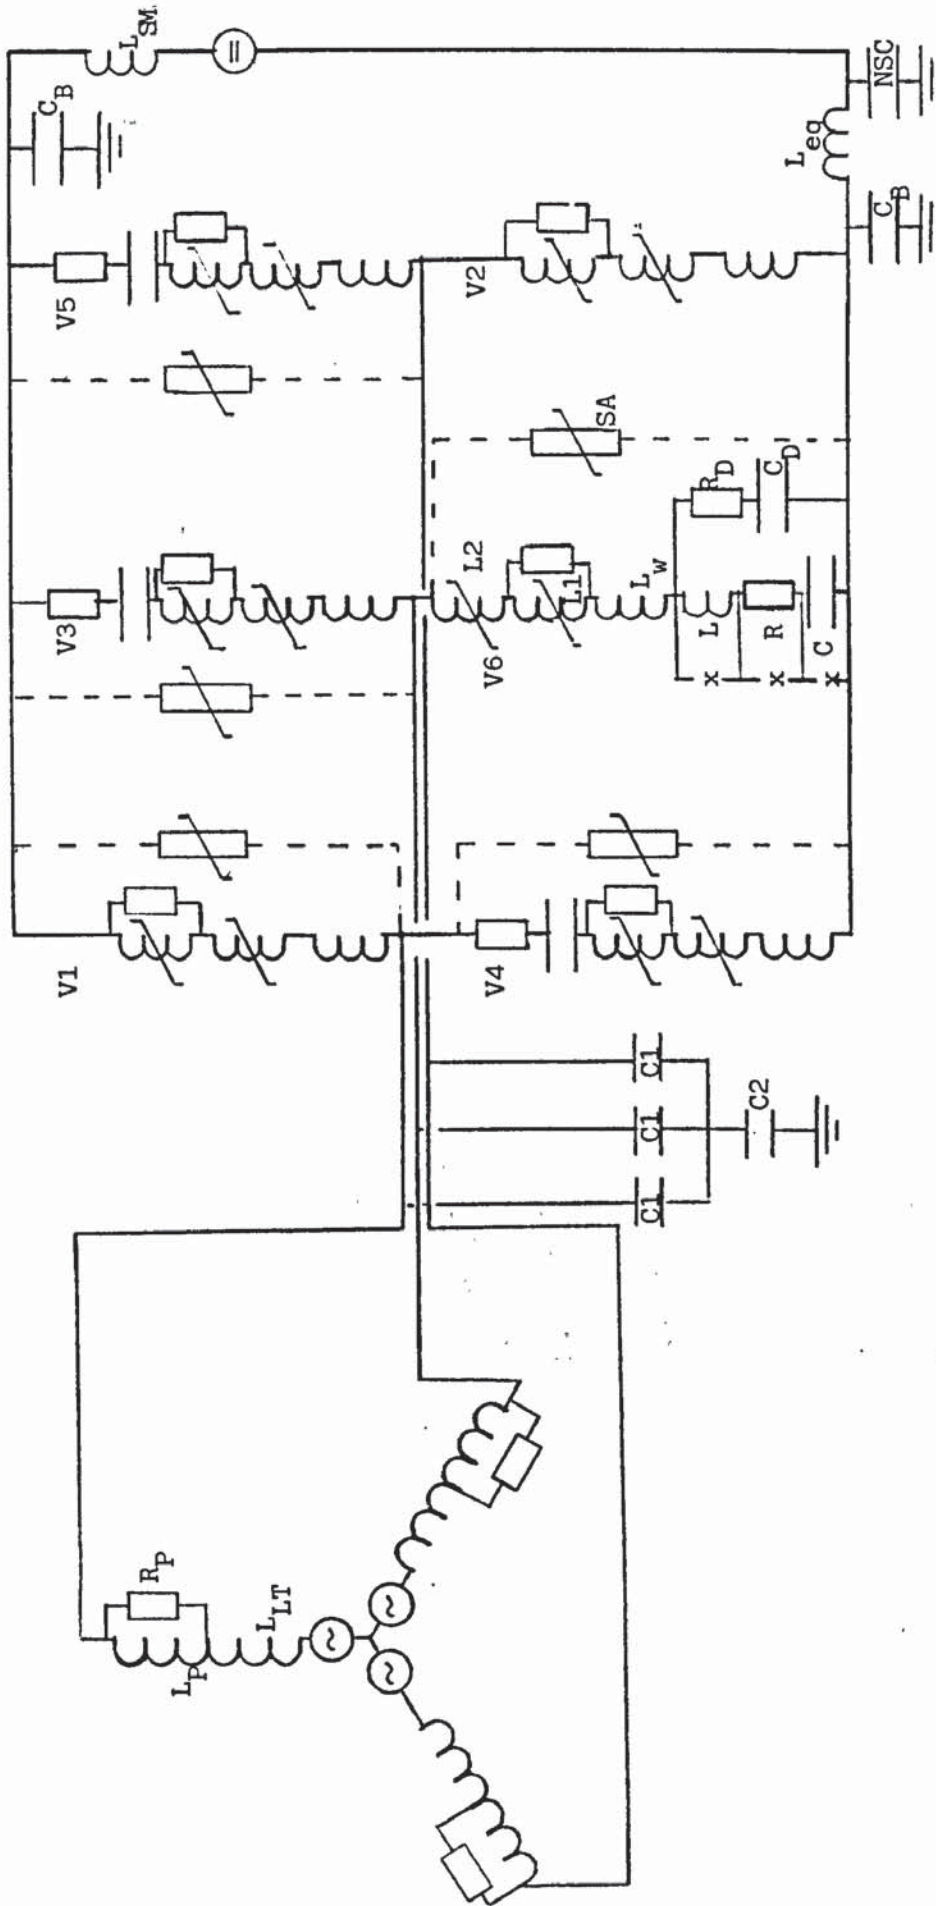 L_SM
=
C_B
V5
V3
V1
NSC
L_eq
C_B
V2
SA
R_D
C_D
L2
L1
L_W
V6
L
R
C
x
x
x
V4
C1
C1
C1
C2
R_P
L_P
L_LT
~
~
~